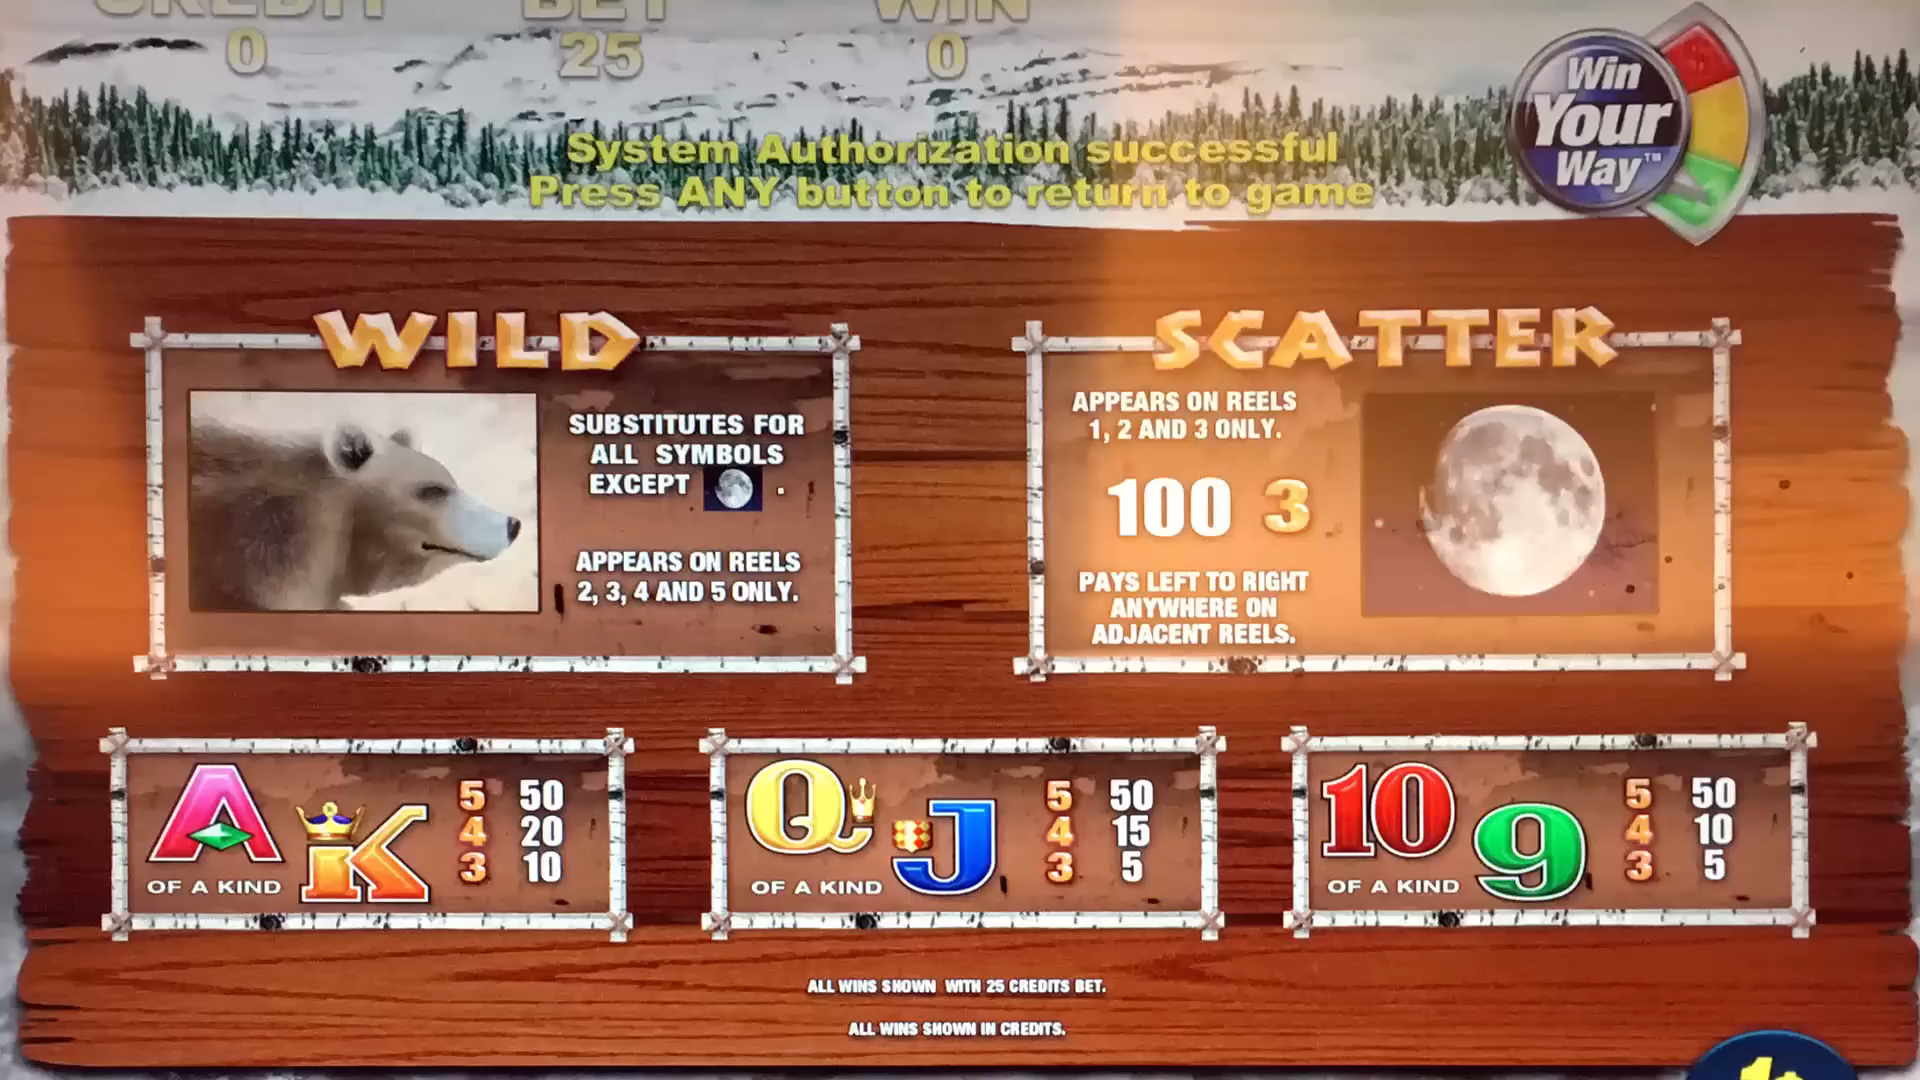 CREDIT BET WIN
0 25 0
System Authorization successful
Press ANY button to return to game
Win
Your
Way™
WILD
SUBSTITUTES FOR
ALL SYMBOLS
EXCEPT .
APPEARS ON REELS
2, 3, 4 AND 5 ONLY.
SCATTER
APPEARS ON REELS
1, 2 AND 3 ONLY.
100 3
PAYS LEFT TO RIGHT
ANYWHERE ON
ADJACENT REELS.
A K
OF A KIND
5 50
4 20
3 10
Q J
OF A KIND
5 50
4 15
3 5
10 9
OF A KIND
5 50
4 10
3 5
ALL WINS SHOWN WITH 25 CREDITS BET.
ALL WINS SHOWN IN CREDITS.